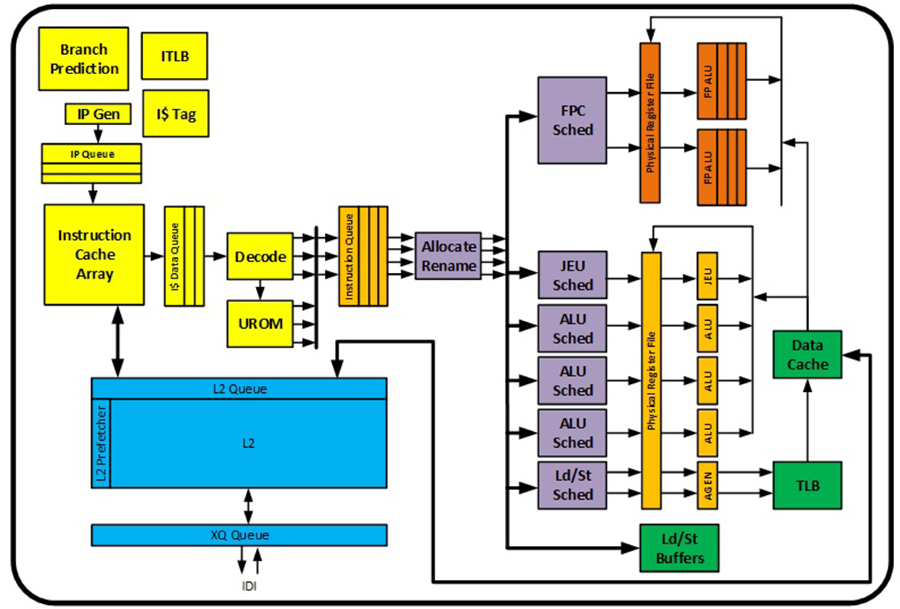 Branch
Prediction
ITLB
IP Gen
I$ Tag
IP Queue
Instruction
Cache
Array
I$ Data Queue
Decode
UROM
Instruction Queue
Allocate
Rename
L2 Queue
L2 Prefetcher
L2
XQ Queue
IDI
FPC
Sched
Physical Register File
FP ALU
FP ALU
JEU
Sched
ALU
Sched
ALU
Sched
ALU
Sched
Ld/St
Sched
Physical Register File
JEU
ALU
ALU
ALU
AGEN
Data
Cache
TLB
Ld/St
Buffers